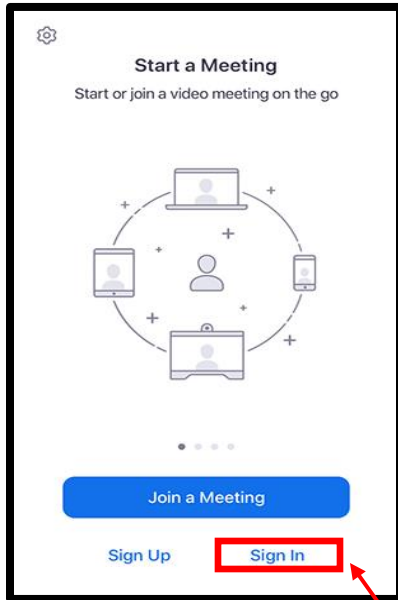 Start a Meeting
Start or join a video meeting on the go
Join a Meeting
Sign Up
Sign In